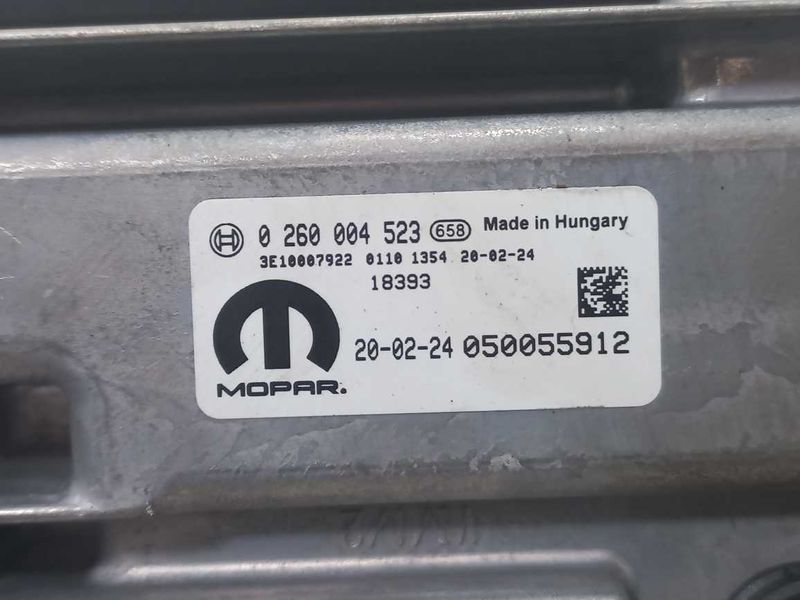 0 260 004 523 658 Made in Hungary
3E10007922 0110 1354 20-02-24
18393
20-02-24 050055912
MOPAR.